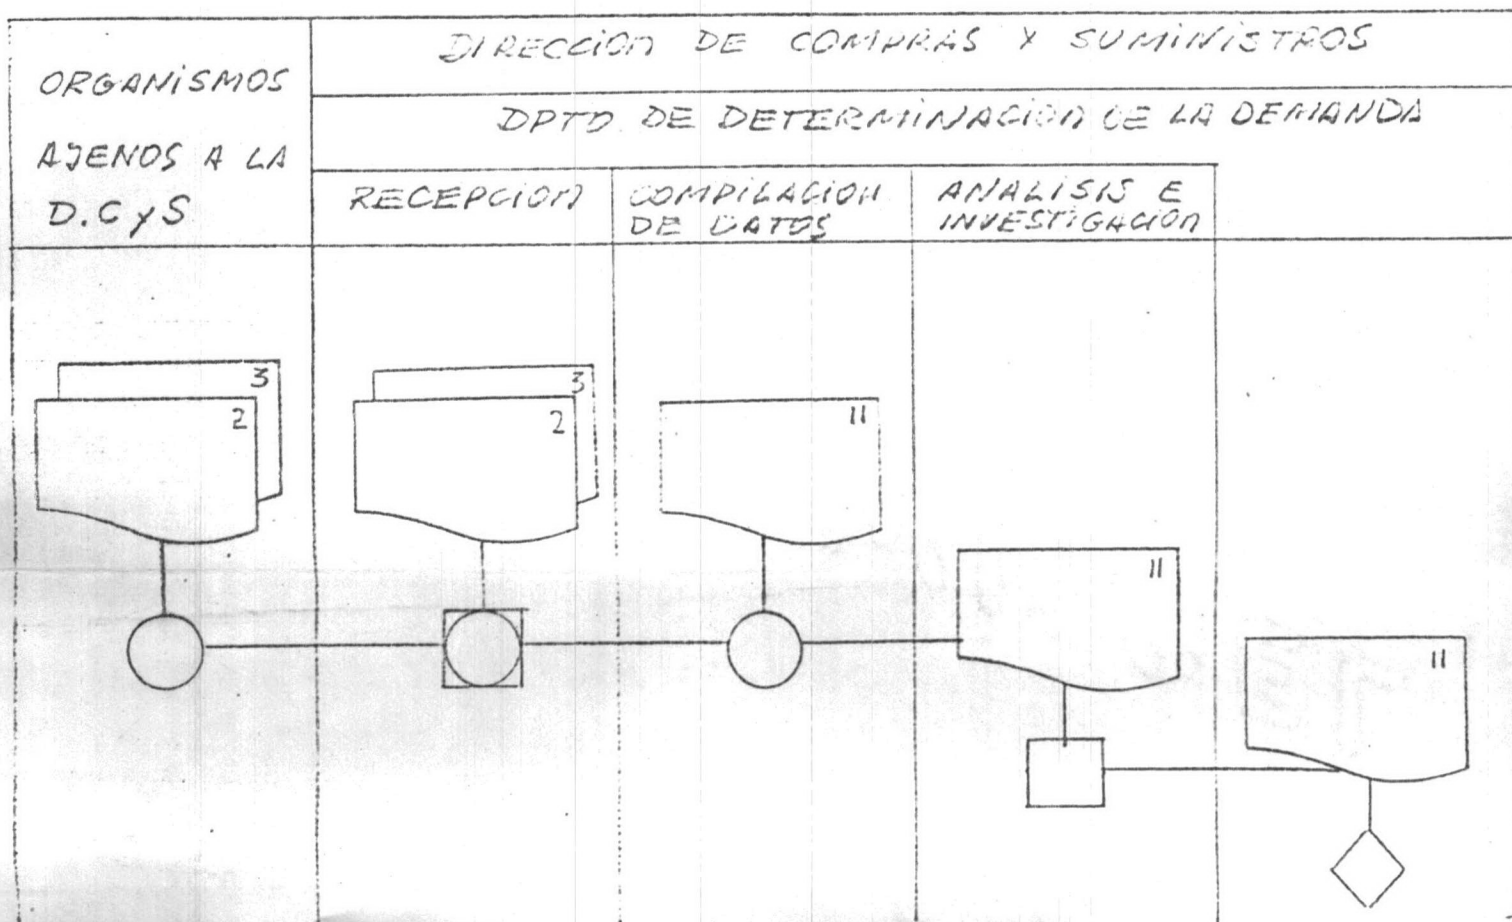 ORGANISMOS
AJENOS A LA
D.C y S
DIRECCION DE COMPRAS Y SUMINISTROS
DPTO DE DETERMINACION DE LA DEMANDA
RECEPCION
COMPILACION
DE DATOS
ANALISIS E
INVESTIGACION
3
2
3
2
11
11
11